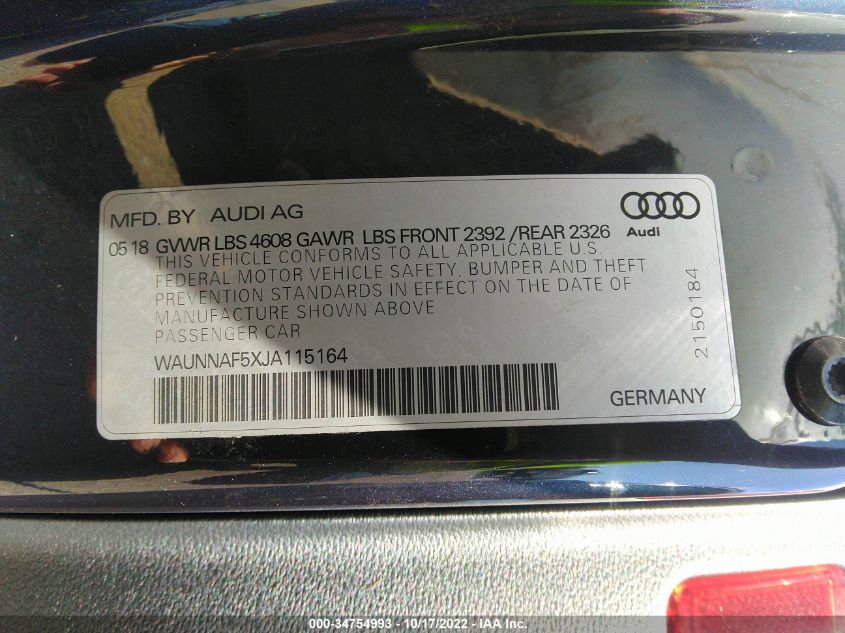 MFD. BY AUDI AG
Audi
05 18 GVWR LBS 4608 GAWR LBS FRONT 2392 /REAR 2326
THIS VEHICLE CONFORMS TO ALL APPLICABLE U.S.
FEDERAL MOTOR VEHICLE SAFETY, BUMPER AND THEFT
PREVENTION STANDARDS IN EFFECT ON THE DATE OF
MANUFACTURE SHOWN ABOVE
PASSENGER CAR
2150184
WAUNNAF5XJA115164
GERMANY
000-34754993 - 10/17/2022 - IAA Inc.